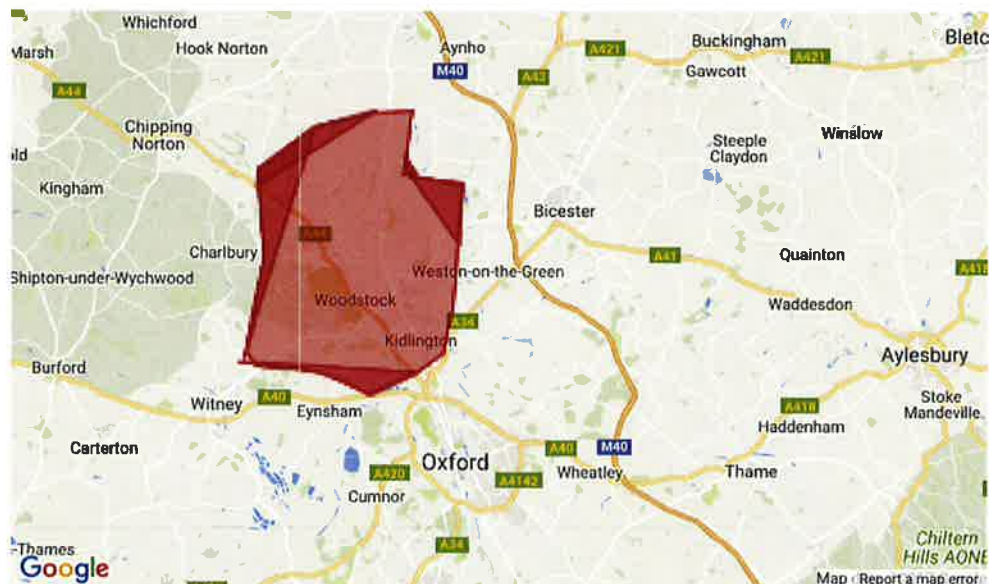 Whichford
Aynho
Marsh
Hook Norton
M40
A43
A421
Buckingham
A421
Bletc
Gawcott
A44
Chipping
Norton
old
Kingham
Steeple
Claydon
Winslow
Bicester
A44
Charlbury
Shipton-under-Wychwood
Weston-on-the-Green
A41
Quainton
A418
Woodstock
Waddesdon
A34
Kidlington
Aylesbury
Burford
Witney
A40
Eynsham
A418
Stoke
Mandeville
Haddenham
Carterton
Oxford
A40
M40
Wheatley
Thame
A420
A4142
Cumnor
A34
-Thames
Google
Chiltern
Hills AONB
Map
Report a map error